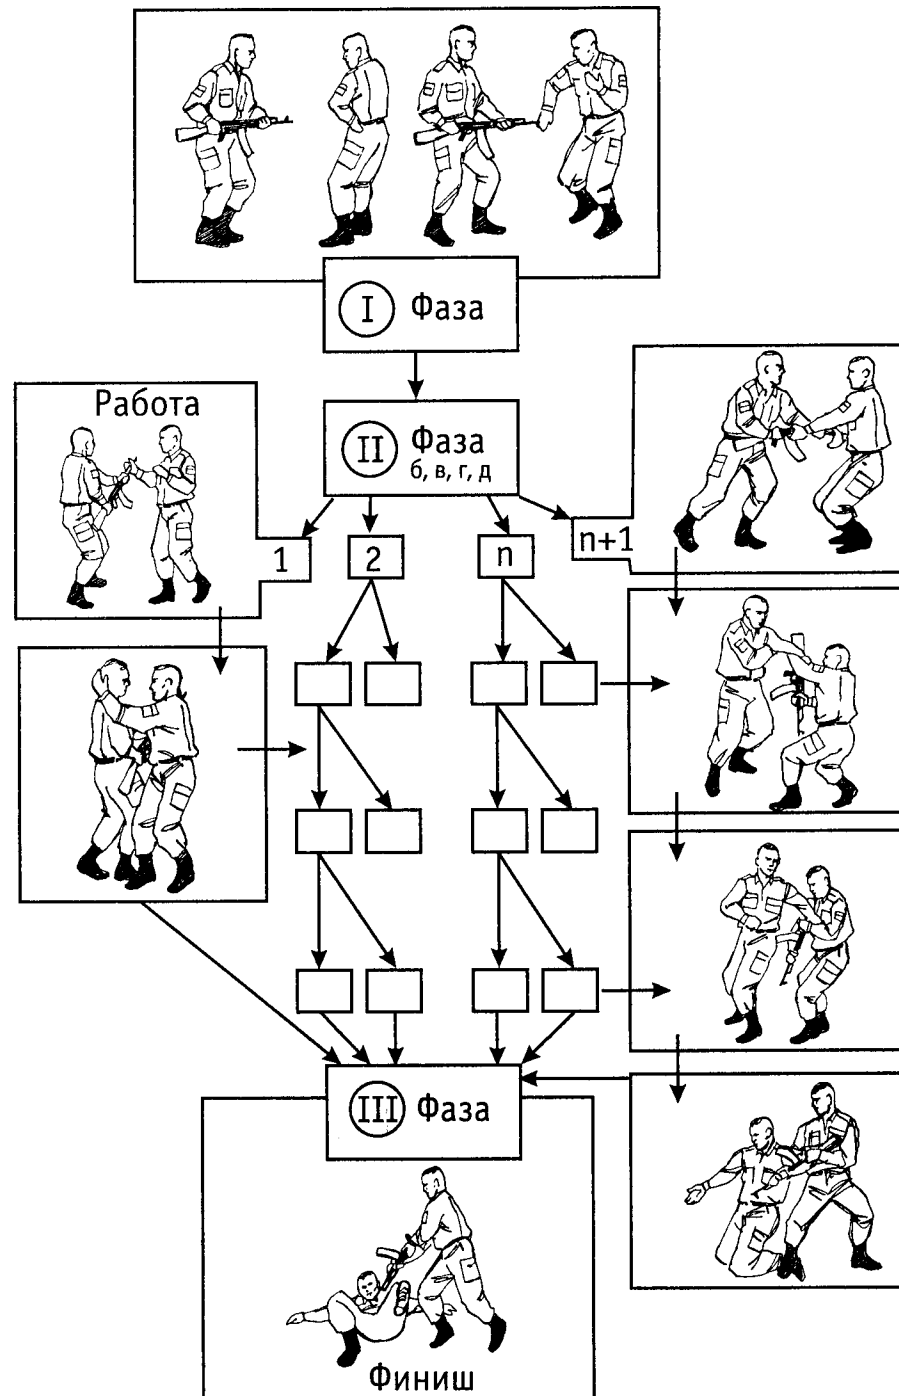 I Фаза
Работа
II Фаза
б, в, г, д
1
2
n
n+1
III Фаза
Финиш